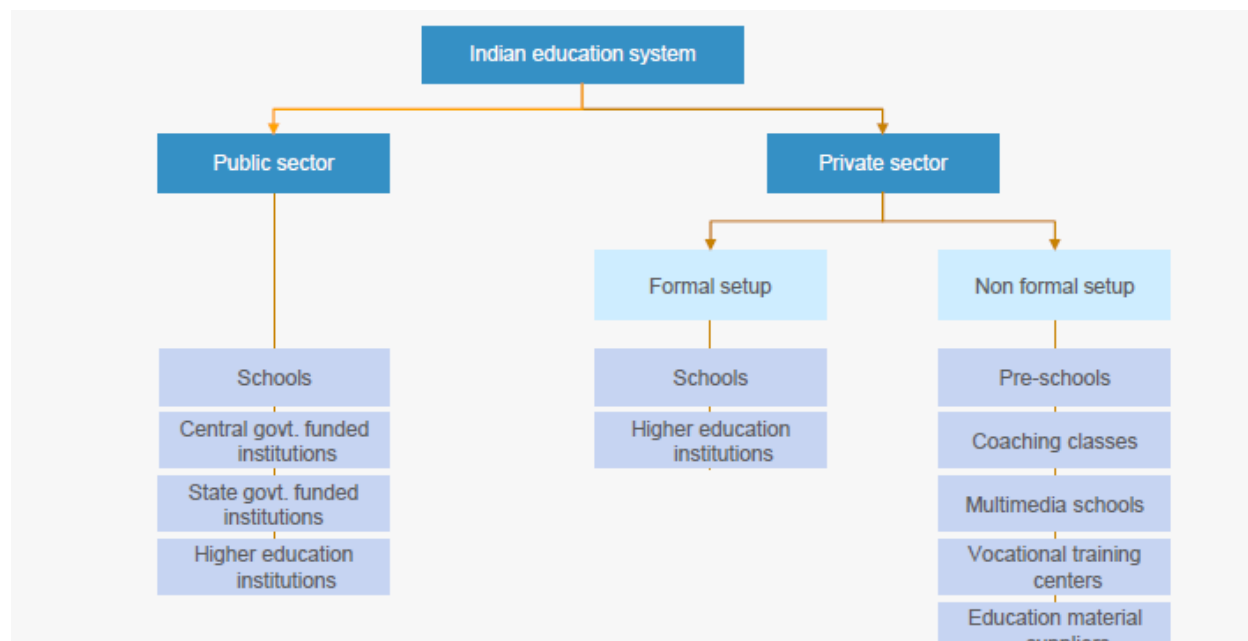 Indian education system
Public sector
Private sector
Formal setup
Non formal setup
Schools
Central govt. funded
institutions
State govt. funded
institutions
Higher education
institutions
Schools
Higher education
institutions
Pre-schools
Coaching classes
Multimedia schools
Vocational training
centers
Education material